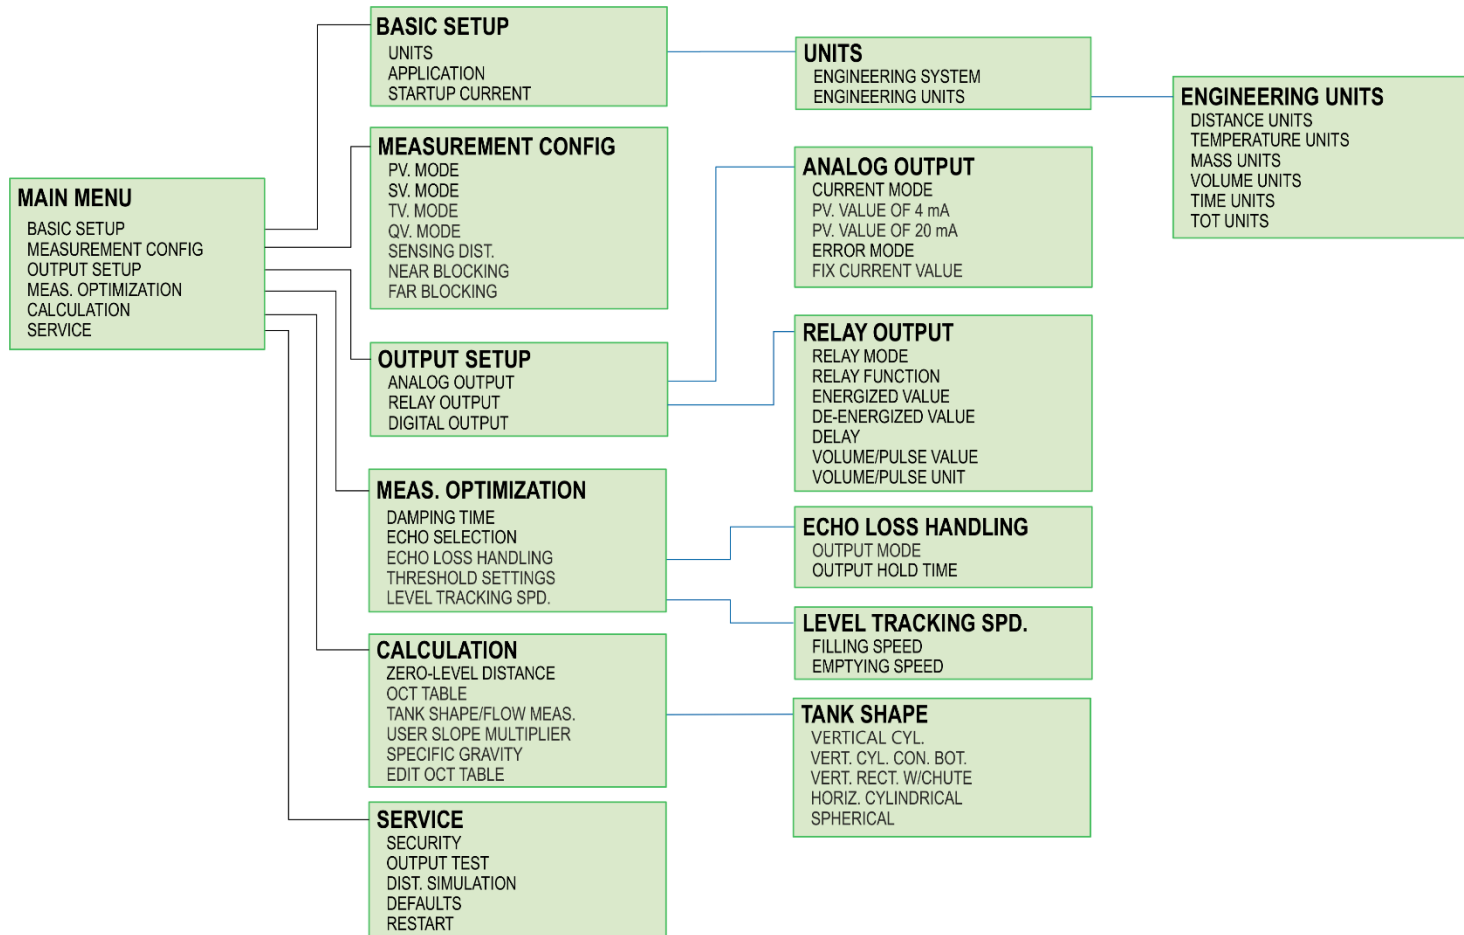 MAIN MENU
BASIC SETUP
MEASUREMENT CONFIG
OUTPUT SETUP
MEAS. OPTIMIZATION
CALCULATION
SERVICE
BASIC SETUP
UNITS
APPLICATION
STARTUP CURRENT
MEASUREMENT CONFIG
PV. MODE
SV. MODE
TV. MODE
QV. MODE
SENSING DIST.
NEAR BLOCKING
FAR BLOCKING
OUTPUT SETUP
ANALOG OUTPUT
RELAY OUTPUT
DIGITAL OUTPUT
MEAS. OPTIMIZATION
DAMPING TIME
ECHO SELECTION
ECHO LOSS HANDLING
THRESHOLD SETTINGS
LEVEL TRACKING SPD.
CALCULATION
ZERO-LEVEL DISTANCE
OCT TABLE
TANK SHAPE/FLOW MEAS.
USER SLOPE MULTIPLIER
SPECIFIC GRAVITY
EDIT OCT TABLE
SERVICE
SECURITY
OUTPUT TEST
DIST. SIMULATION
DEFAULTS
RESTART
UNITS
ENGINEERING SYSTEM
ENGINEERING UNITS
ANALOG OUTPUT
CURRENT MODE
PV. VALUE OF 4 mA
PV. VALUE OF 20 mA
ERROR MODE
FIX CURRENT VALUE
RELAY OUTPUT
RELAY MODE
RELAY FUNCTION
ENERGIZED VALUE
DE-ENERGIZED VALUE
DELAY
VOLUME/PULSE VALUE
VOLUME/PULSE UNIT
ECHO LOSS HANDLING
OUTPUT MODE
OUTPUT HOLD TIME
LEVEL TRACKING SPD.
FILLING SPEED
EMPTYING SPEED
TANK SHAPE
VERTICAL CYL.
VERT. CYL. CON. BOT.
VERT. RECT. W/CHUTE
HORIZ. CYLINDRICAL
SPHERICAL
ENGINEERING UNITS
DISTANCE UNITS
TEMPERATURE UNITS
MASS UNITS
VOLUME UNITS
TIME UNITS
TOT UNITS